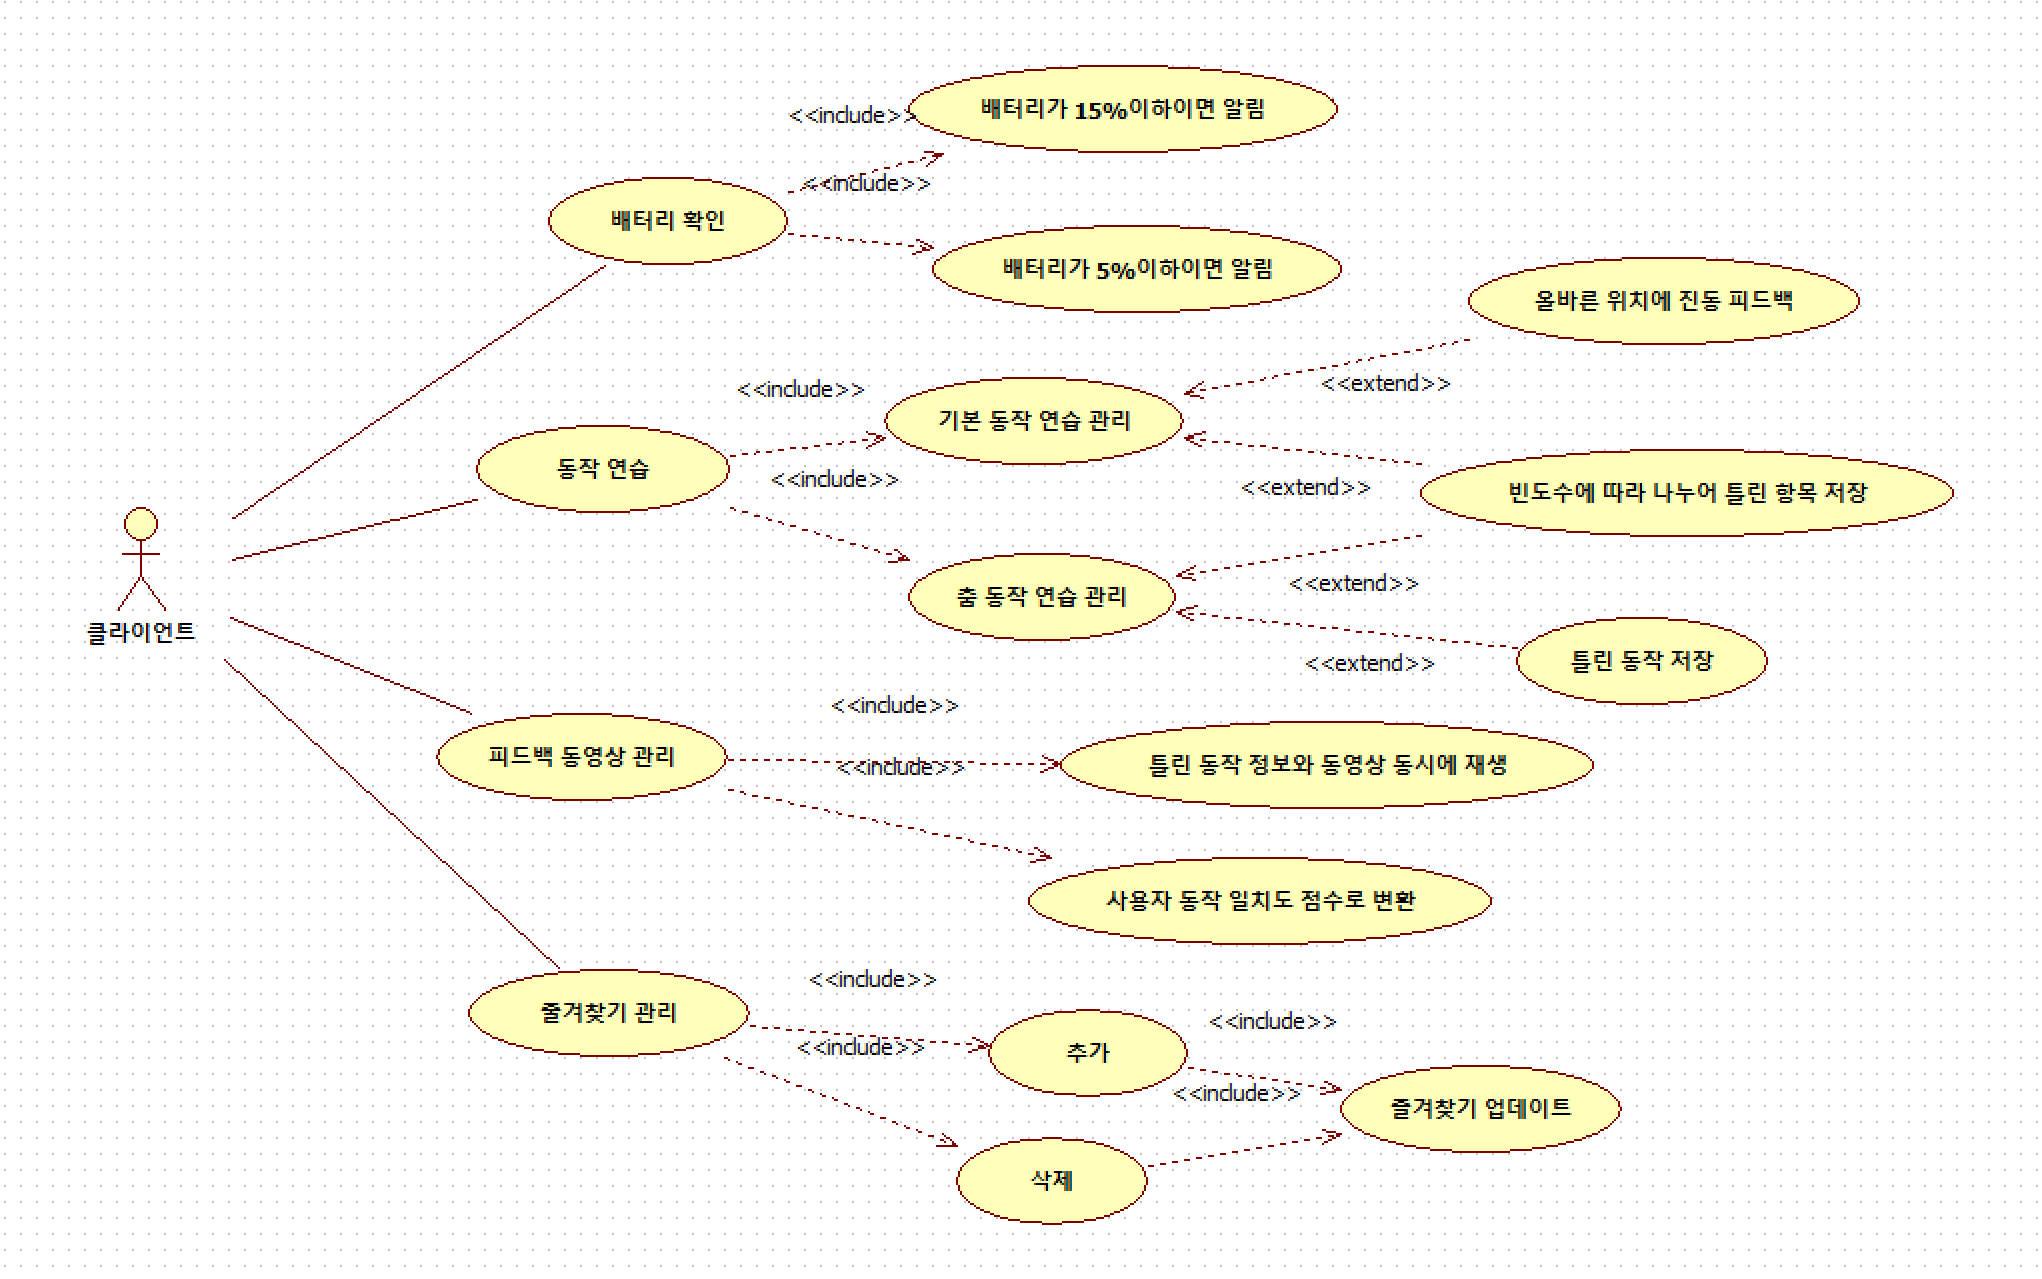 <<include>>
배터리가 15%이하이면 알림
<<include>>
배터리 확인
배터리가 5%이하이면 알림
올바른 위치에 진동 피드백
<<include>>
<<extend>>
기본 동작 연습 관리
동작 연습
<<include>>
<<extend>>
빈도수에 따라 나누어 틀린 항목 저장
<<extend>>
춤 동작 연습 관리
클라이언트
<<extend>>
틀린 동작 저장
<<include>>
피드백 동영상 관리
<<include>>
틀린 동작 정보와 동영상 동시에 재생
사용자 동작 일치도 점수로 변환
<<include>>
줄겨찾기 관리
<<include>>
추가
<<include>>
<<include>>
즐겨찾기 업데이트
삭제